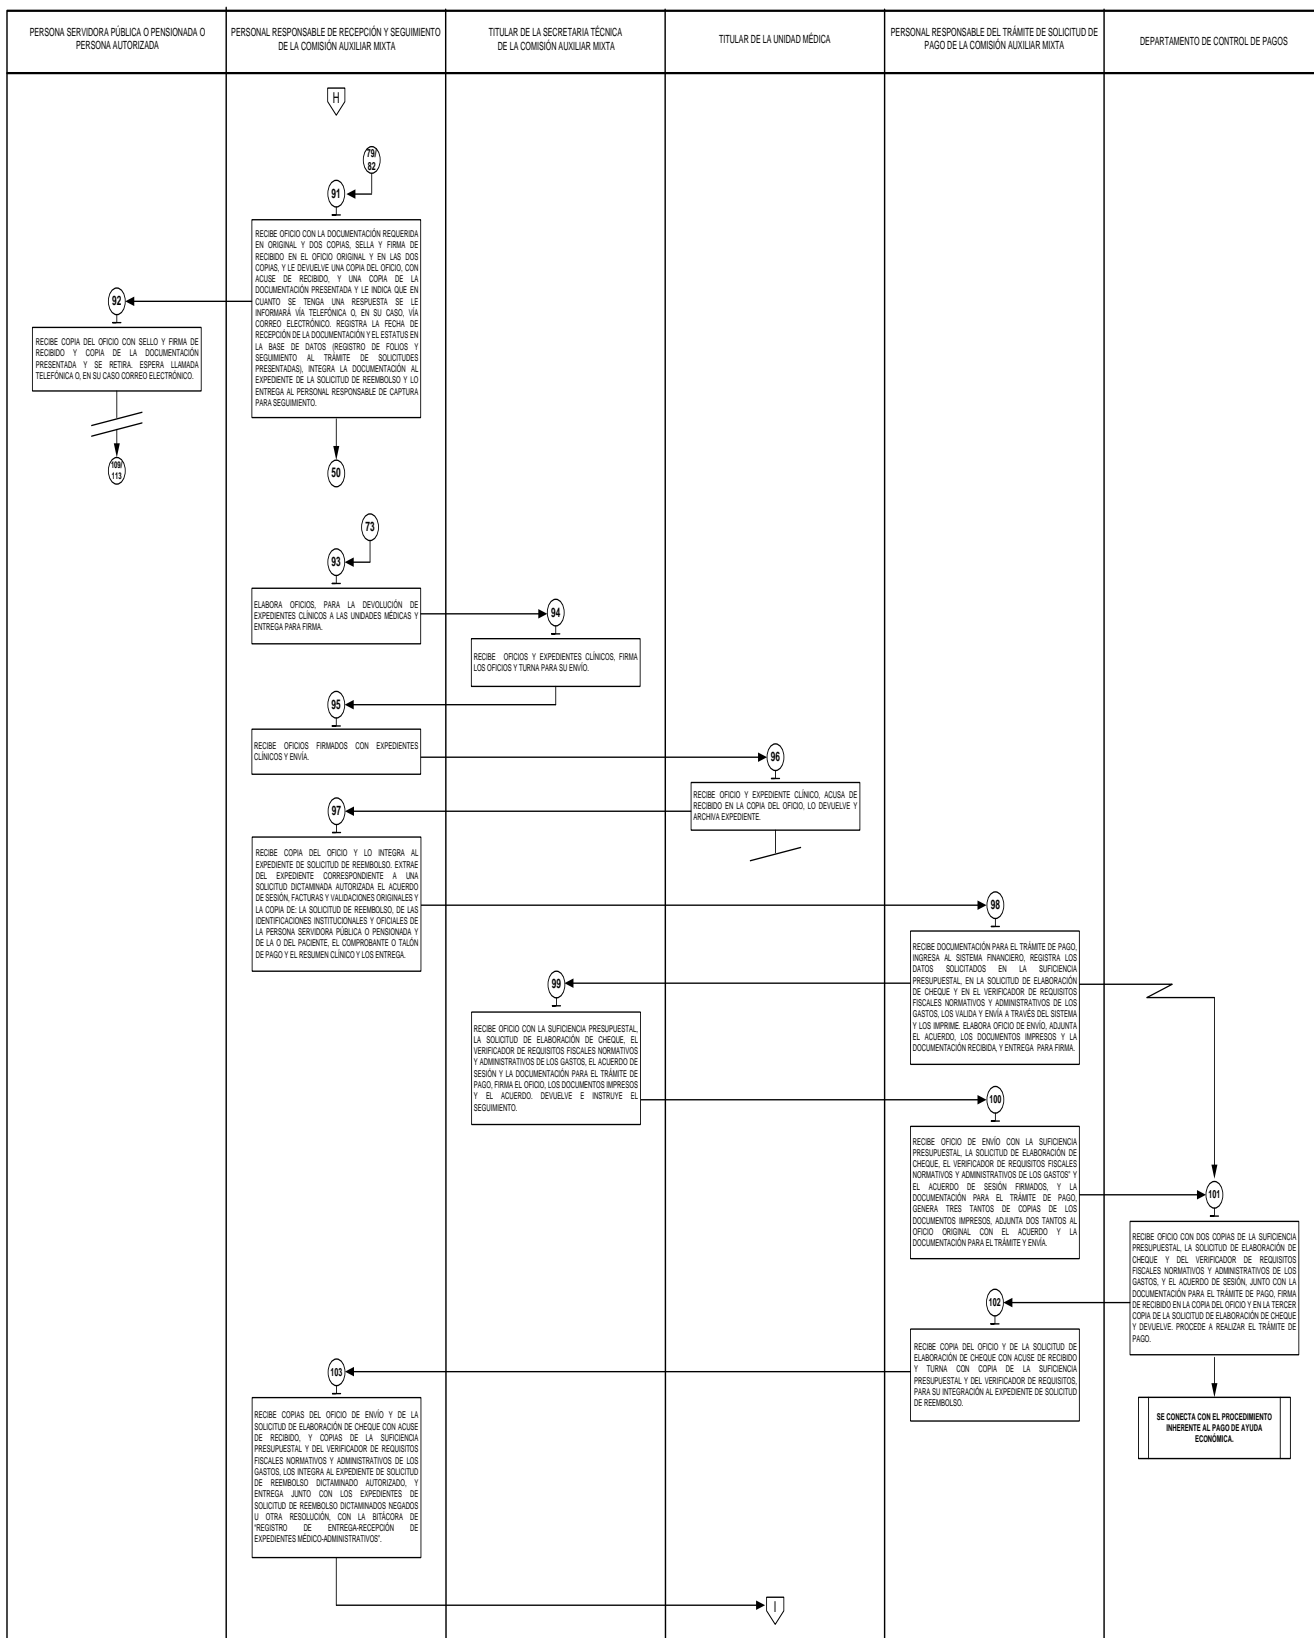 PERSONA SERVIDORA PÚBLICA O PENSIONADA O
PERSONA AUTORIZADA
PERSONAL RESPONSABLE DE RECEPCIÓN Y SEGUIMIENTO
DE LA COMISIÓN AUXILIAR MIXTA
TITULAR DE LA SECRETARIA TÉCNICA
DE LA COMISIÓN AUXILIAR MIXTA
TITULAR DE LA UNIDAD MÉDICA
PERSONAL RESPONSABLE DEL TRÁMITE DE SOLICITUD DE
PAGO DE LA COMISIÓN AUXILIAR MIXTA
DEPARTAMENTO DE CONTROL DE PAGOS
H
79/
82
91
RECIBE OFICIO CON LA DOCUMENTACIÓN REQUERIDA
EN ORIGINAL Y DOS COPIAS, SELLA Y FIRMA DE
RECIBIDO EN EL OFICIO ORIGINAL Y EN LAS DOS
COPIAS, Y LE DEVUELVE UNA COPIA DEL OFICIO, CON
ACUSE DE RECIBIDO, Y UNA COPIA DE LA
DOCUMENTACIÓN PRESENTADA Y LE INDICA QUE EN
CUANTO SE TENGA UNA RESPUESTA SE LE
INFORMARÁ VÍA TELEFÓNICA O, EN SU CASO, VÍA
CORREO ELECTRÓNICO. REGISTRA LA FECHA DE
RECEPCIÓN DE LA DOCUMENTACIÓN Y EL ESTATUS EN
LA BASE DE DATOS (REGISTRO DE FOLIOS Y
SEGUIMIENTO AL TRÁMITE DE SOLICITUDES
PRESENTADAS), INTEGRA LA DOCUMENTACIÓN AL
EXPEDIENTE DE LA SOLICITUD DE REEMBOLSO Y LO
ENTREGA AL PERSONAL RESPONSABLE DE CAPTURA
PARA SEGUIMIENTO.
92
RECIBE COPIA DEL OFICIO CON SELLO Y FIRMA DE
RECIBIDO Y COPIA DE LA DOCUMENTACIÓN
PRESENTADA Y SE RETIRA. ESPERA LLAMADA
TELEFÓNICA O, EN SU CASO CORREO ELECTRÓNICO.
109/
113
50
73
93
ELABORA OFICIOS, PARA LA DEVOLUCIÓN DE
EXPEDIENTES CLÍNICOS A LAS UNIDADES MÉDICAS Y
ENTREGA PARA FIRMA.
94
RECIBE OFICIOS Y EXPEDIENTES CLÍNICOS, FIRMA
LOS OFICIOS Y TURNA PARA SU ENVÍO.
95
RECIBE OFICIOS FIRMADOS CON EXPEDIENTES
CLÍNICOS Y ENVÍA.
96
RECIBE OFICIO Y EXPEDIENTE CLÍNICO, ACUSA DE
RECIBIDO EN LA COPIA DEL OFICIO, LO DEVUELVE Y
ARCHIVA EXPEDIENTE.
97
RECIBE COPIA DEL OFICIO Y LO INTEGRA AL
EXPEDIENTE DE SOLICITUD DE REEMBOLSO. EXTRAE
DEL EXPEDIENTE CORRESPONDIENTE A UNA
SOLICITUD DICTAMINADA AUTORIZADA EL ACUERDO
DE SESIÓN, FACTURAS Y VALIDACIONES ORIGINALES Y
LA COPIA DE: LA SOLICITUD DE REEMBOLSO, DE LAS
IDENTIFICACIONES INSTITUCIONALES Y OFICIALES DE
LA PERSONA SERVIDORA PÚBLICA O PENSIONADA Y
DE LA O DEL PACIENTE, EL COMPROBANTE O TALÓN
DE PAGO Y EL RESUMEN CLÍNICO Y LOS ENTREGA.
98
RECIBE DOCUMENTACIÓN PARA EL TRÁMITE DE PAGO,
INGRESA AL SISTEMA FINANCIERO, REGISTRA LOS
DATOS SOLICITADOS EN LA SUFICIENCIA
PRESUPUESTAL, EN LA SOLICITUD DE ELABORACIÓN
DE CHEQUE Y EN EL VERIFICADOR DE REQUISITOS
FISCALES NORMATIVOS Y ADMINISTRATIVOS DE LOS
GASTOS, LOS VALIDA Y ENVÍA A TRAVÉS DEL SISTEMA
Y LOS IMPRIME. ELABORA OFICIO DE ENVÍO, ADJUNTA
EL ACUERDO, LOS DOCUMENTOS IMPRESOS Y LA
DOCUMENTACIÓN RECIBIDA, Y ENTREGA PARA FIRMA.
99
RECIBE OFICIO CON LA SUFICIENCIA PRESUPUESTAL,
LA SOLICITUD DE ELABORACIÓN DE CHEQUE, EL
VERIFICADOR DE REQUISITOS FISCALES NORMATIVOS
Y ADMINISTRATIVOS DE LOS GASTOS, EL ACUERDO DE
SESIÓN Y LA DOCUMENTACIÓN PARA EL TRÁMITE DE
PAGO, FIRMA EL OFICIO, LOS DOCUMENTOS IMPRESOS
Y EL ACUERDO. DEVUELVE E INSTRUYE EL
SEGUIMIENTO.
100
RECIBE OFICIO DE ENVÍO CON LA SUFICIENCIA
PRESUPUESTAL, LA SOLICITUD DE ELABORACIÓN DE
CHEQUE, EL VERIFICADOR DE REQUISITOS FISCALES
NORMATIVOS Y ADMINISTRATIVOS DE LOS GASTOS" Y
EL ACUERDO DE SESIÓN FIRMADOS, Y LA
DOCUMENTACIÓN PARA EL TRÁMITE DE PAGO,
GENERA TRES TANTOS DE COPIAS DE LOS
DOCUMENTOS IMPRESOS, ADJUNTA DOS TANTOS AL
OFICIO ORIGINAL CON EL ACUERDO Y LA
DOCUMENTACIÓN PARA EL TRÁMITE Y ENVÍA.
101
RECIBE OFICIO CON DOS COPIAS DE LA SUFICIENCIA
PRESUPUESTAL, LA SOLICITUD DE ELABORACIÓN DE
CHEQUE Y DEL VERIFICADOR DE REQUISITOS
FISCALES NORMATIVOS Y ADMINISTRATIVOS DE LOS
GASTOS, Y EL ACUERDO DE SESIÓN, JUNTO CON LA
DOCUMENTACIÓN PARA EL TRÁMITE DE PAGO, FIRMA
DE RECIBIDO EN LA COPIA DEL OFICIO Y EN LA TERCER
COPIA DE LA SOLICITUD DE ELABORACIÓN DE CHEQUE
Y DEVUELVE. PROCEDE A REALIZAR EL TRÁMITE DE
PAGO.
102
RECIBE COPIA DEL OFICIO Y DE LA SOLICITUD DE
ELABORACIÓN DE CHEQUE CON ACUSE DE RECIBIDO
Y TURNA CON COPIA DE LA SUFICIENCIA
PRESUPUESTAL Y DEL VERIFICADOR DE REQUISITOS,
PARA SU INTEGRACIÓN AL EXPEDIENTE DE SOLICITUD
DE REEMBOLSO.
SE CONECTA CON EL PROCEDIMIENTO
INHERENTE AL PAGO DE AYUDA
ECONÓMICA.
103
RECIBE COPIAS DEL OFICIO DE ENVÍO Y DE LA
SOLICITUD DE ELABORACIÓN DE CHEQUE CON ACUSE
DE RECIBIDO, Y COPIAS DE LA SUFICIENCIA
PRESUPUESTAL Y DEL VERIFICADOR DE REQUISITOS
FISCALES NORMATIVOS Y ADMINISTRATIVOS DE LOS
GASTOS, LOS INTEGRA AL EXPEDIENTE DE SOLICITUD
DE REEMBOLSO DICTAMINADO AUTORIZADO, Y
ENTREGA JUNTO CON LOS EXPEDIENTES DE
SOLICITUD DE REEMBOLSO DICTAMINADOS NEGADOS
U OTRA RESOLUCIÓN, CON LA BITÁCORA DE
"REGISTRO DE ENTREGA-RECEPCIÓN DE
EXPEDIENTES MÉDICO-ADMINISTRATIVOS".
I